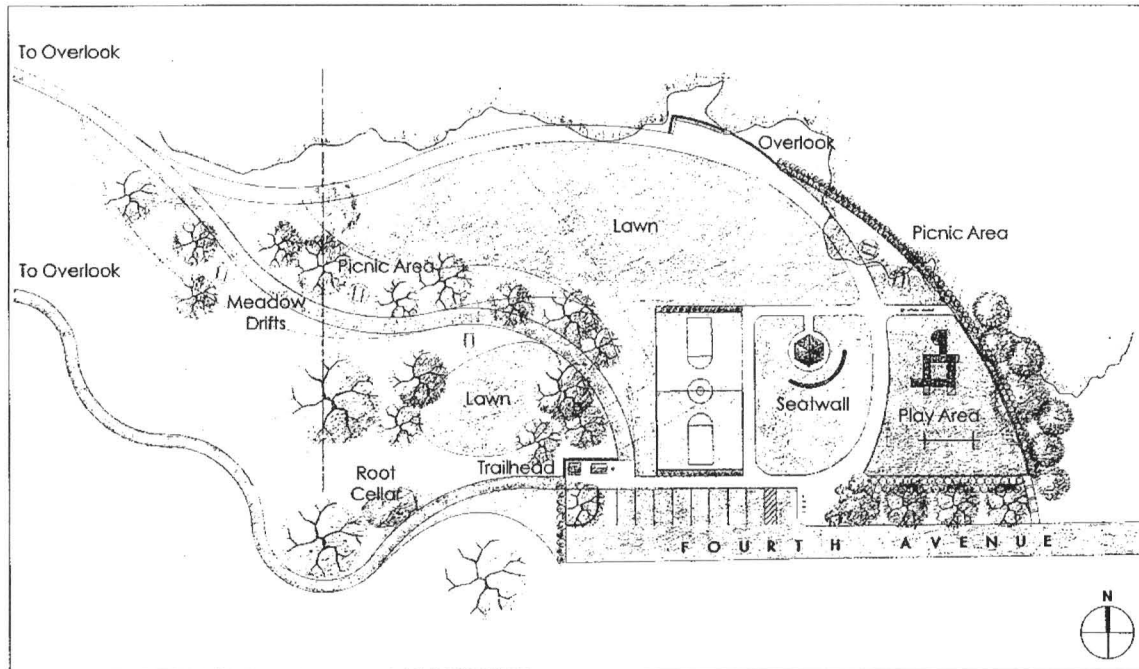 To Overlook
Overlook
Lawn
Picnic Area
To Overlook
Picnic Area
Meadow
Drifts
Lawn
Seatwall
Play Area
Trailhead
Root
Cellar
FOURTH AVENUE
N